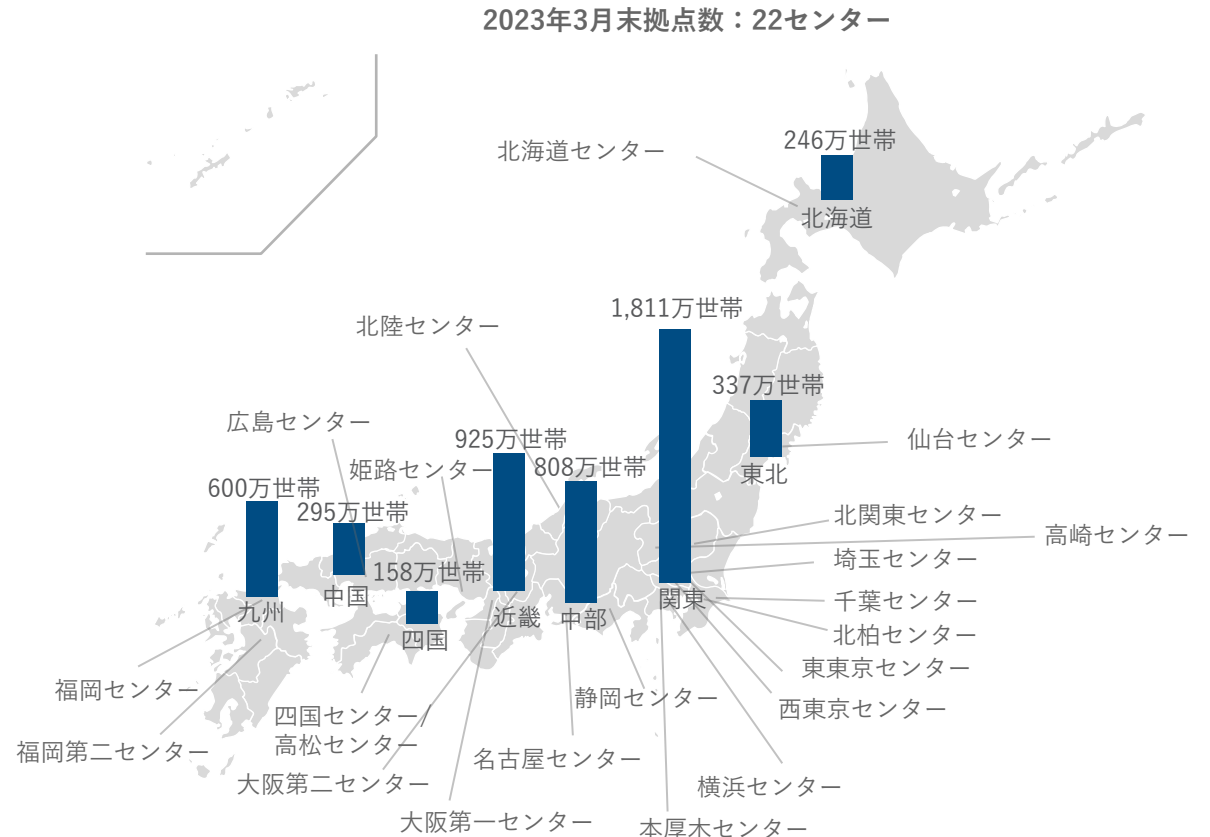 2023年3月末拠点数：22センター
246万世帯
北海道センター
北海道
1,811万世帯
北陸センター
337万世帯
広島センター
925万世帯
仙台センター
姫路センター
808万世帯
東北
600万世帯
295万世帯
北関東センター
高崎センター
埼玉センター
158万世帯
中国
関東
千葉センター
九州
近畿
中部
四国
北柏センター
東東京センター
福岡センター
静岡センター
西東京センター
四国センター/
高松センター
福岡第二センター
名古屋センター
大阪第二センター
横浜センター
大阪第一センター
本厚木センター